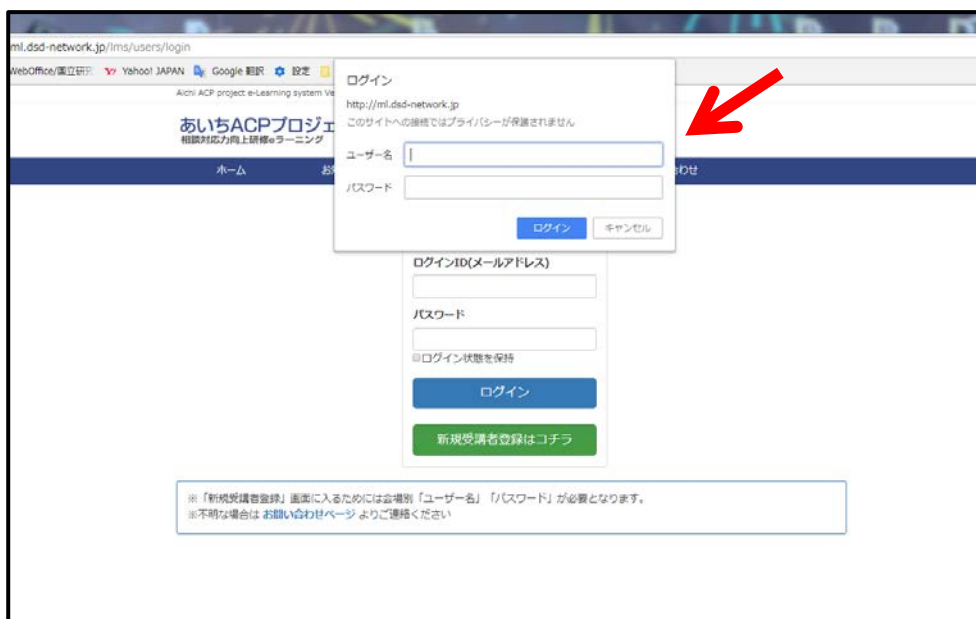 ml.dsd-network.jp/lms/users/login
WebOffice/国立研
Yahoo! JAPAN
Google 翻訳
設定
Aichi ACP project e-Learning system Ve
あいちACPプロジェ
相談対応力向上研修eラーニング
ホーム
お
わせ
ログイン
http://ml.dsd-network.jp
このサイトへの接続ではプライバシーが保護されません
ユーザー名
パスワード
ログイン
キャンセル
ログインID(メールアドレス)
パスワード
ログイン状態を保持
ログイン
新規受講者登録はコチラ
※「新規受講者登録」画面に入るためには会場別「ユーザー名」「パスワード」が必要となります。
※不明な場合は お問い合わせページ よりご連絡ください